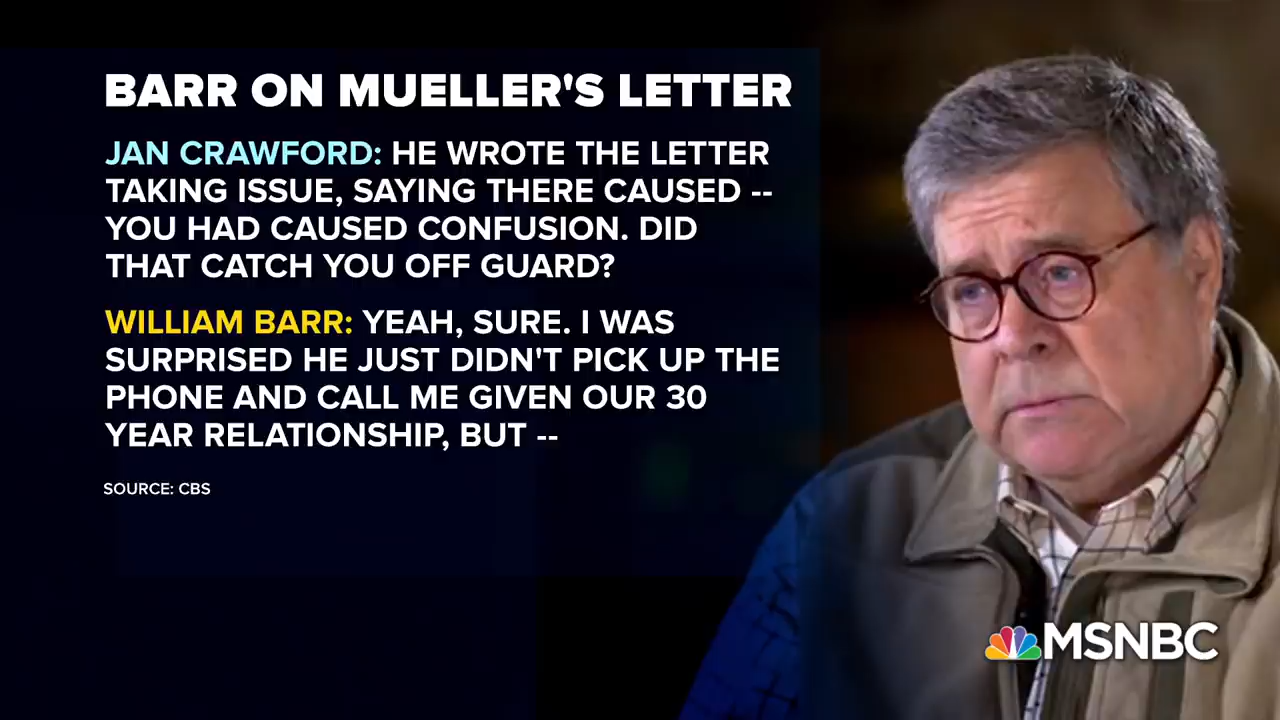 BARR ON MUELLER'S LETTER
JAN CRAWFORD: HE WROTE THE LETTER
TAKING ISSUE, SAYING THERE CAUSED --
YOU HAD CAUSED CONFUSION. DID
THAT CATCH YOU OFF GUARD?
WILLIAM BARR: YEAH, SURE. I WAS
SURPRISED HE JUST DIDN'T PICK UP THE
PHONE AND CALL ME GIVEN OUR 30
YEAR RELATIONSHIP, BUT --
SOURCE: CBS
MSNBC